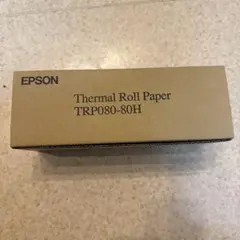 EPSON
Thermal Roll Paper
TRP080-80H